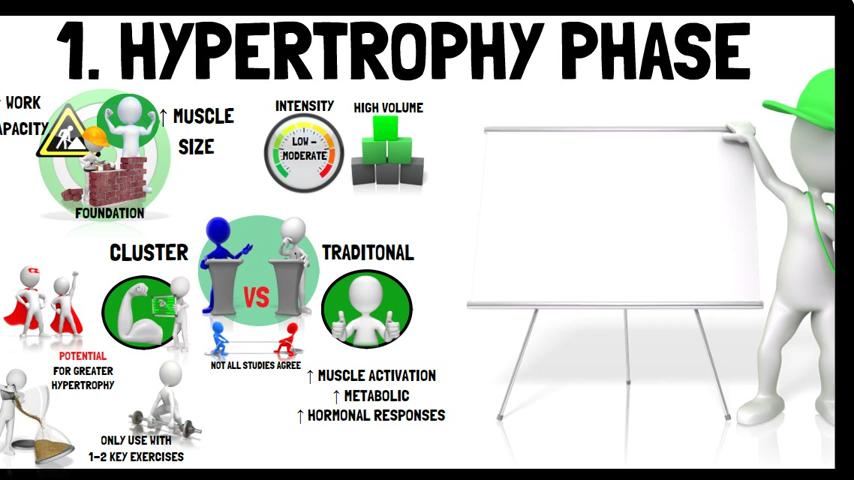 1. HYPERTROPHY PHASE
↑ MUSCLE
SIZE
WORK
APACITY
FOUNDATION
INTENSITY
LOW –
MODERATE
HIGH VOLUME
CLUSTER
VS
TRADITONAL
NOT ALL STUDIES AGREE
POTENTIAL
FOR GREATER
HYPERTROPHY
↑ MUSCLE ACTIVATION
↑ METABOLIC
↑ HORMONAL RESPONSES
ONLY USE WITH
1–2 KEY EXERCISES